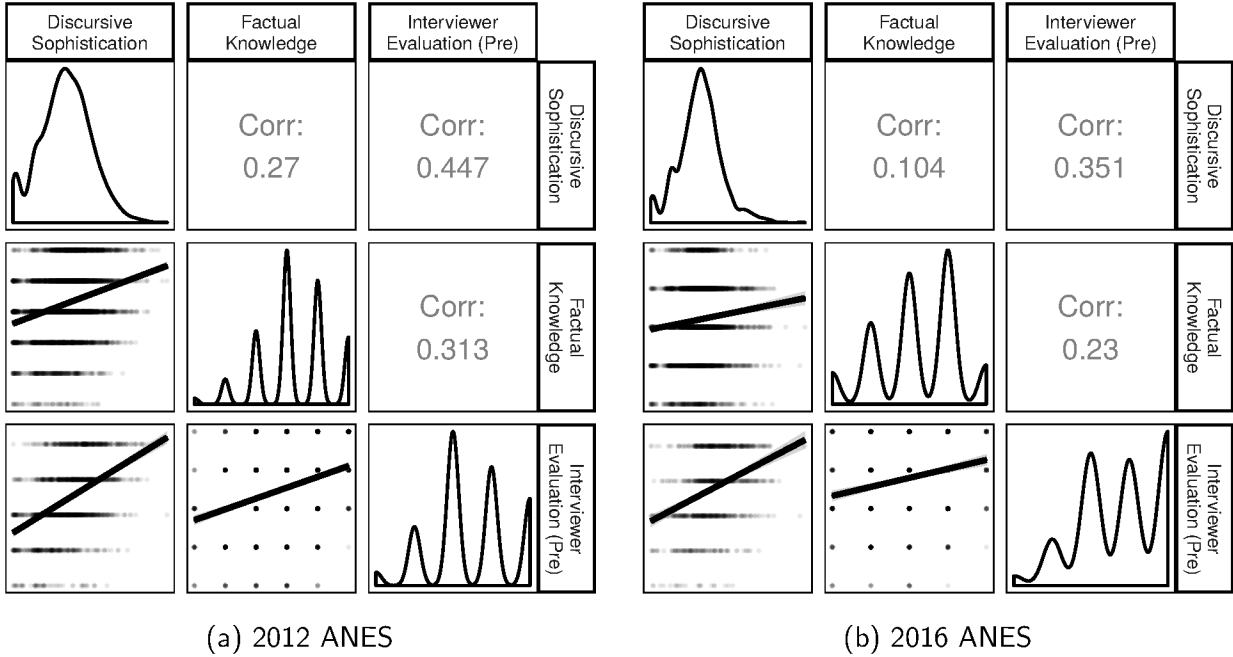 Discursive
Sophistication
Factual
Knowledge
Interviewer
Evaluation (Pre)
Corr:
0.27
Corr:
0.447
Discursive
Sophistication
Corr:
0.313
Factual
Knowledge
Interviewer
Evaluation (Pre)
(a) 2012 ANES
Discursive
Sophistication
Factual
Knowledge
Interviewer
Evaluation (Pre)
Corr:
0.104
Corr:
0.351
Discursive
Sophistication
Corr:
0.23
Factual
Knowledge
Interviewer
Evaluation (Pre)
(b) 2016 ANES